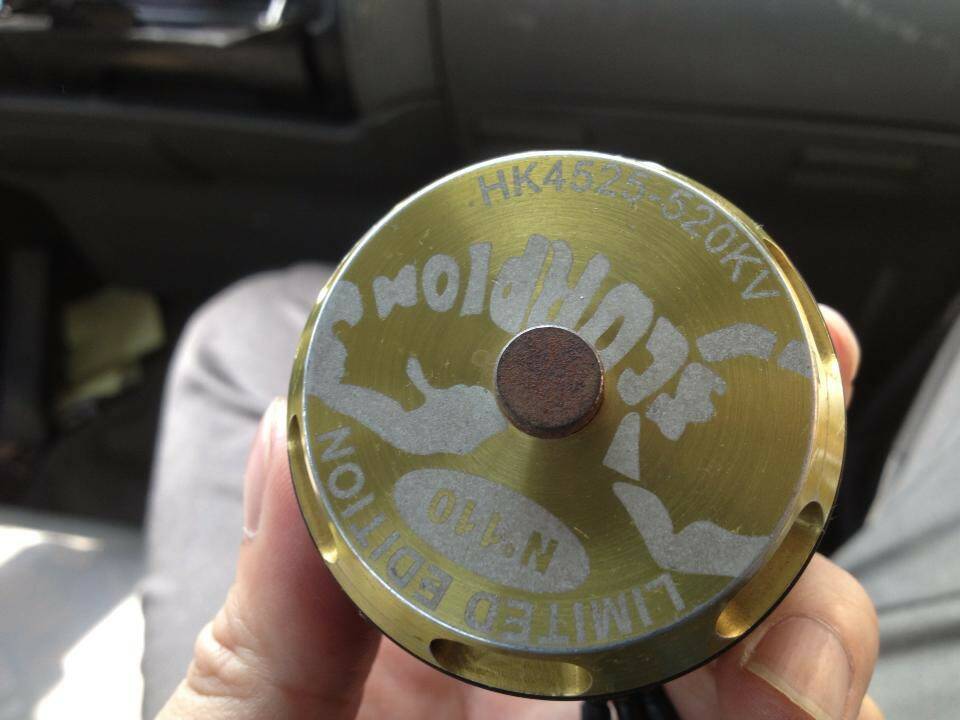 HK4525-520KV
SCORPION
N°110
LIMITED EDITION